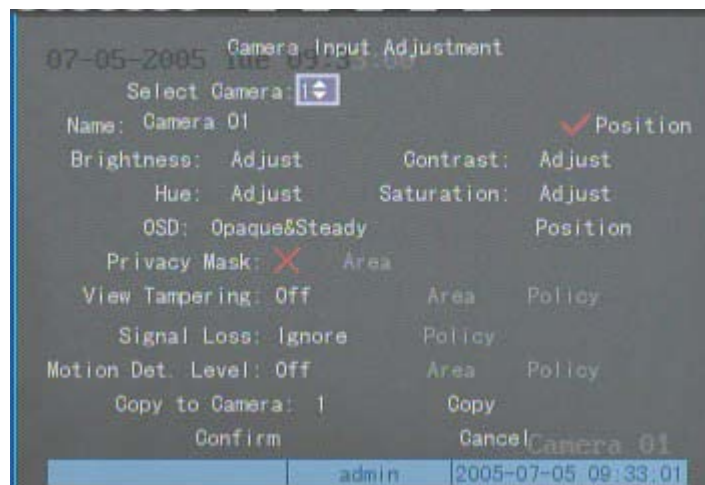 Camera Input Adjustment
07-05-2005 Tue 09:3
Select Camera: 1
Name: Camera 01 Position
Brightness: Adjust Contrast: Adjust
Hue: Adjust Saturation: Adjust
OSD: Opaque&Steady Position
Privacy Mask: Area
View Tampering: Off Area Policy
Signal Loss: Ignore Policy
Motion Det. Level: Off Area Policy
Copy to Camera: 1 Copy
Confirm Cancel
Camera 01
admin 2005-07-05 09:33:01